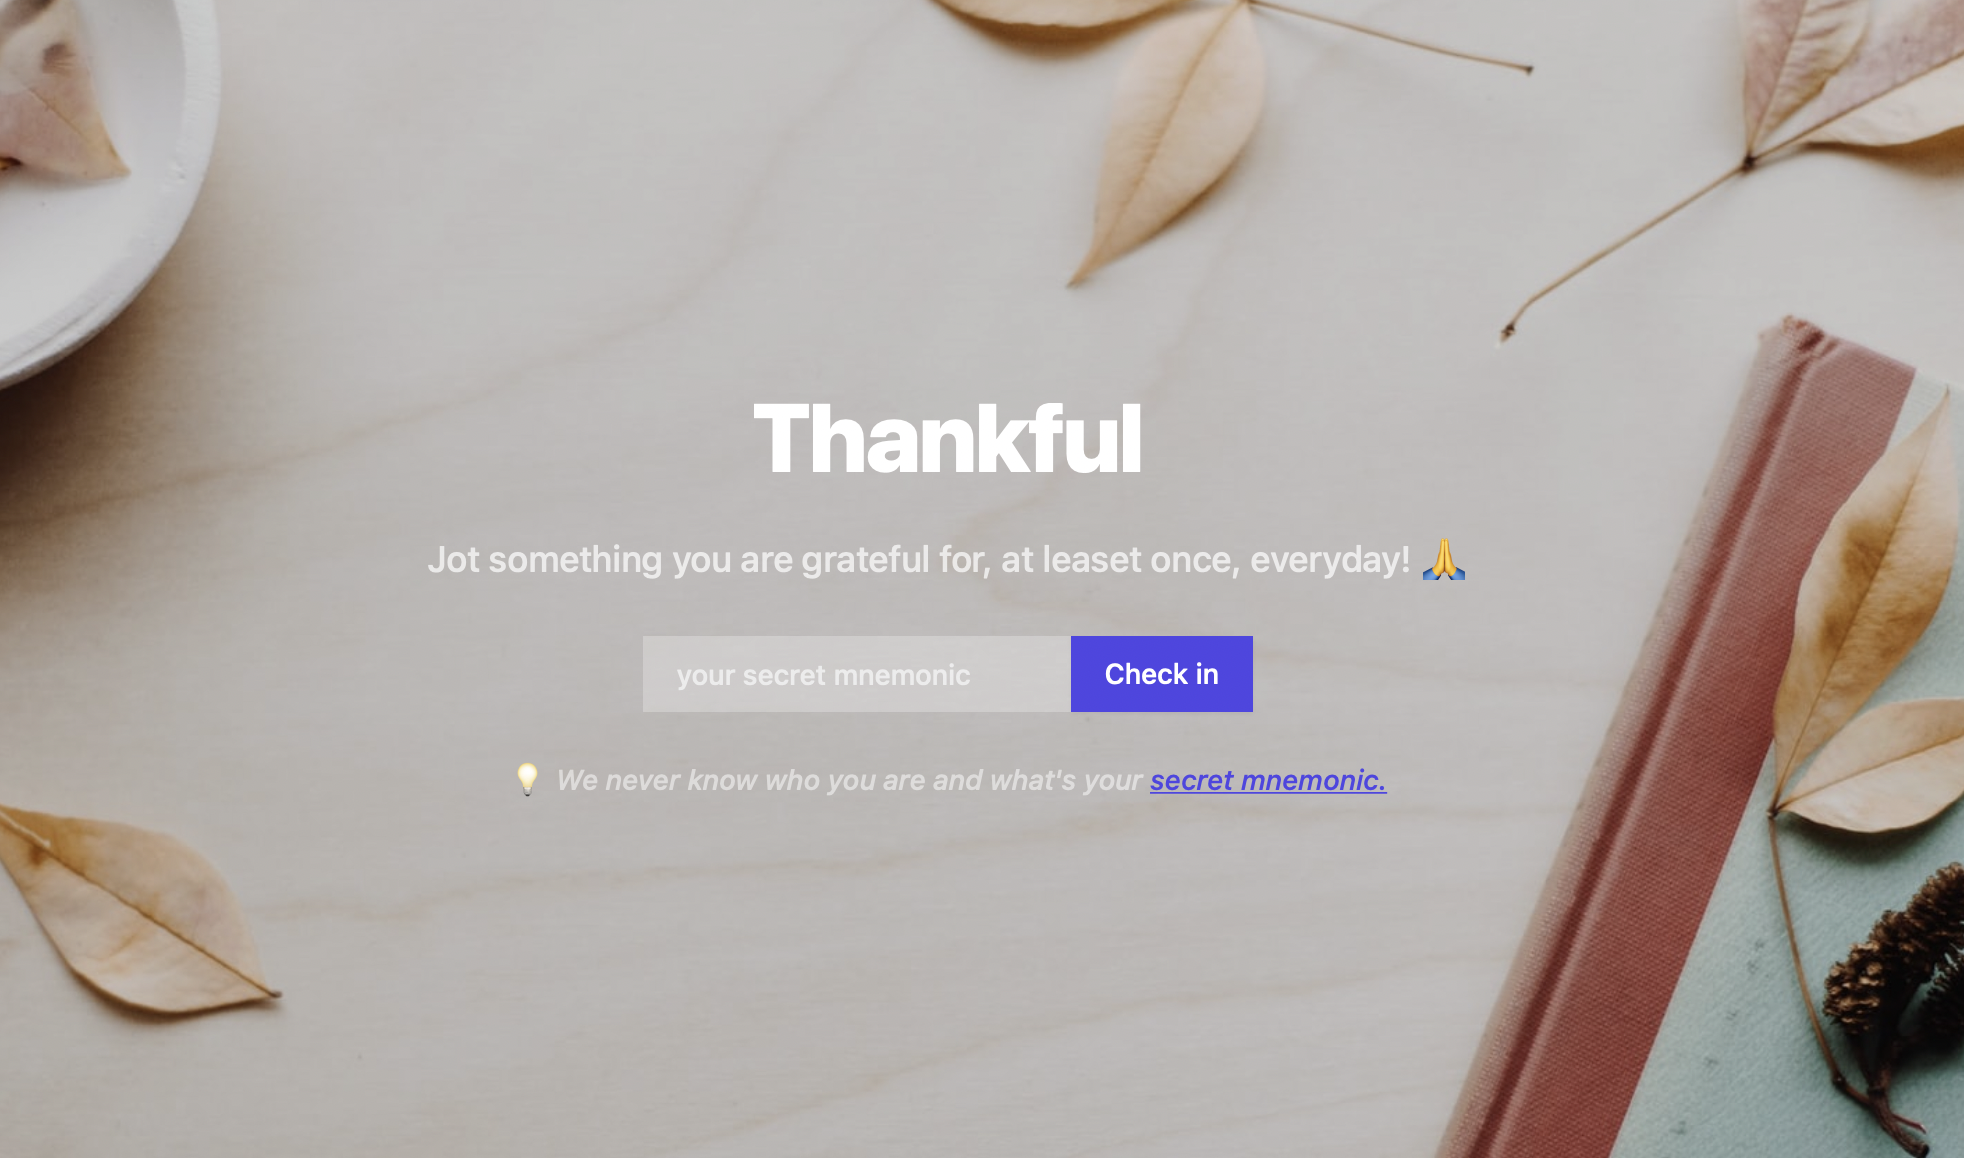 Thankful
Jot something you are grateful for, at leaset once, everyday! 🙏
your secret mnemonic
Check in
💡 We never know who you are and what's your secret mnemonic.